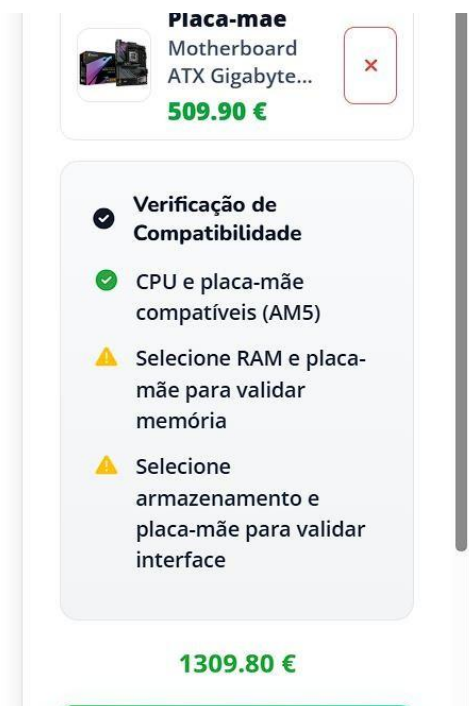 Placa-mãe
Motherboard
ATX Gigabyte...
509.90 €
Verificação de
Compatibilidade
CPU e placa-mãe
compatíveis (AM5)
Selecione RAM e placa-
mãe para validar
memória
Selecione
armazenamento e
placa-mãe para validar
interface
1309.80 €